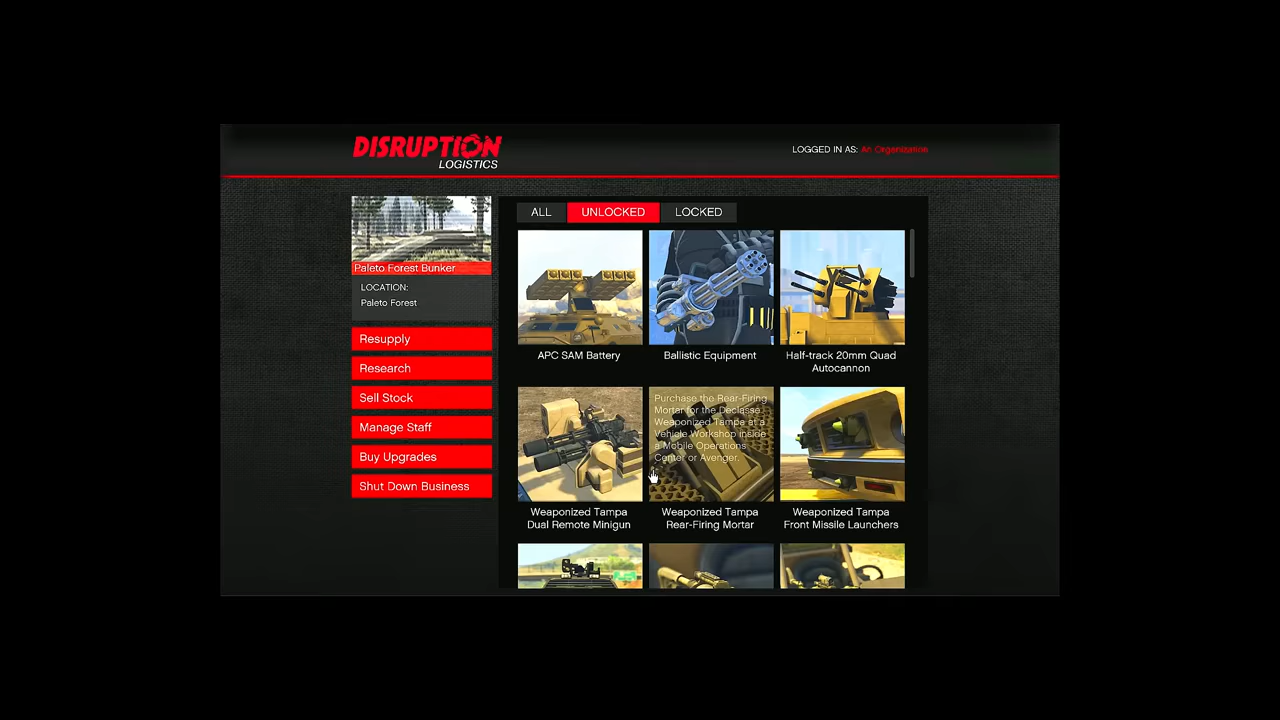 DISRUPTION
LOGISTICS
LOGGED IN AS: An Organization
Paleto Forest Bunker
LOCATION:
Paleto Forest
Resupply
Research
Sell Stock
Manage Staff
Buy Upgrades
Shut Down Business
ALL
UNLOCKED
LOCKED
APC SAM Battery
Ballistic Equipment
Half-track 20mm Quad
Autocannon
Purchase the Rear-Firing
Mortar for the Declasse
Weaponized Tampa at a
Vehicle Workshop inside
a Mobile Operations
Center or Avenger.
Weaponized Tampa
Dual Remote Minigun
Weaponized Tampa
Rear-Firing Mortar
Weaponized Tampa
Front Missile Launchers